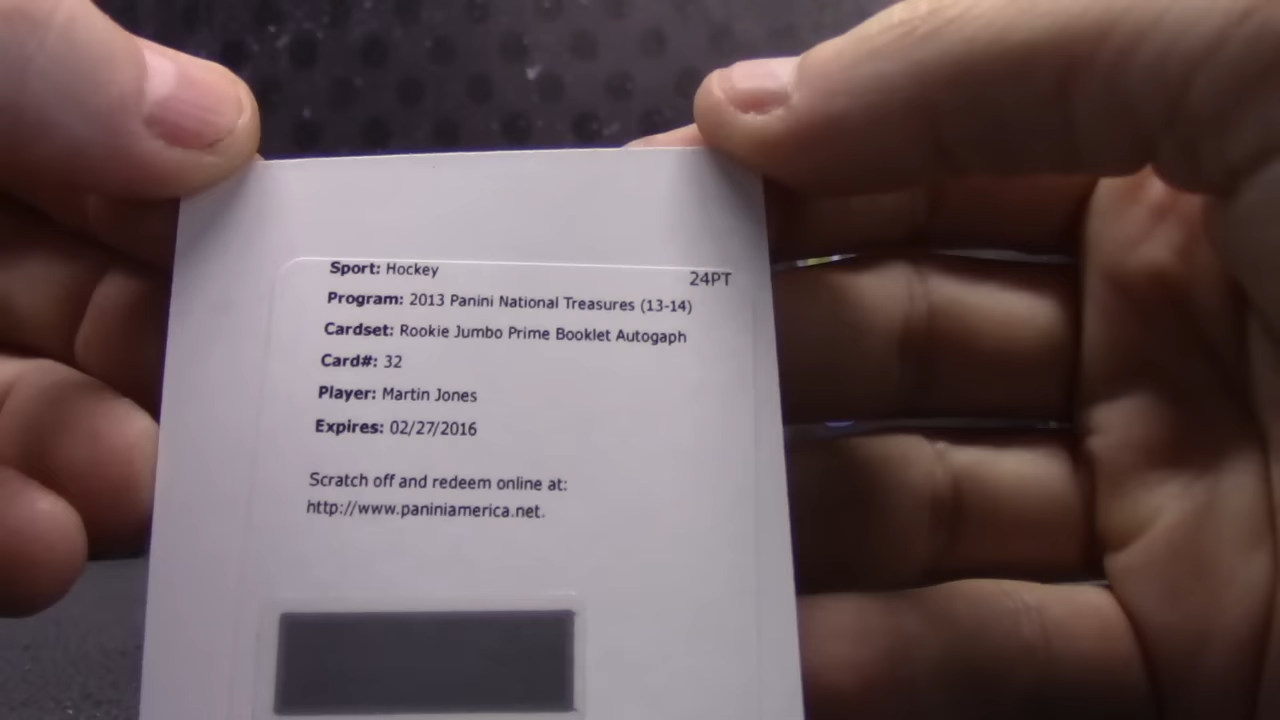 Sport: Hockey
24PT
Program: 2013 Panini National Treasures (13-14)
Cardset: Rookie Jumbo Prime Booklet Autogaph
Card#: 32
Player: Martin Jones
Expires: 02/27/2016
Scratch off and redeem online at:
http://www.paniniamerica.net.